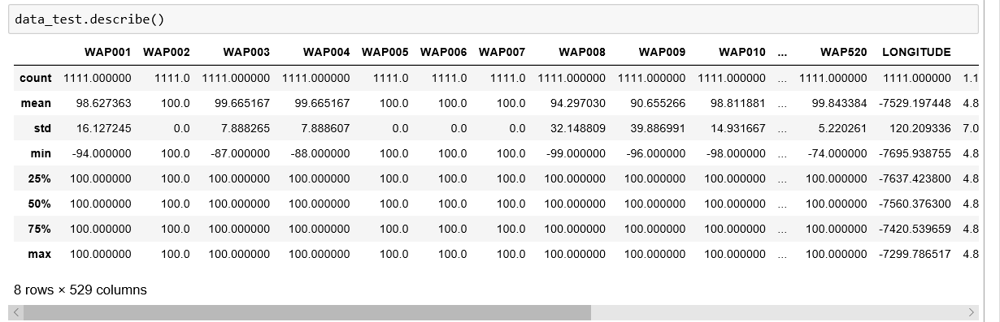 data_test.describe()
WAP001 WAP002 WAP003 WAP004 WAP005 WAP006 WAP007 WAP008 WAP009 WAP010 ... WAP520 LONGITUDE
count 1111.000000 1111.0 1111.000000 1111.000000 1111.0 1111.0 1111.0 1111.000000 1111.000000 1111.000000 ... 1111.000000 1111.000000 1.1
mean 98.627363 100.0 99.665167 99.665167 100.0 100.0 100.0 94.297030 90.655266 98.811881 ... 99.843384 -7529.197448 4.8
std 16.127245 0.0 7.888265 7.888607 0.0 0.0 0.0 32.148809 39.886991 14.931667 ... 5.220261 120.209336 7.0
min -94.000000 100.0 -87.000000 -88.000000 100.0 100.0 100.0 -99.000000 -96.000000 -98.000000 ... -74.000000 -7695.938755 4.8
25% 100.000000 100.0 100.000000 100.000000 100.0 100.0 100.0 100.000000 100.000000 100.000000 ... 100.000000 -7637.423800 4.8
50% 100.000000 100.0 100.000000 100.000000 100.0 100.0 100.0 100.000000 100.000000 100.000000 ... 100.000000 -7560.376300 4.8
75% 100.000000 100.0 100.000000 100.000000 100.0 100.0 100.0 100.000000 100.000000 100.000000 ... 100.000000 -7420.539659 4.8
max 100.000000 100.0 100.000000 100.000000 100.0 100.0 100.0 100.000000 100.000000 100.000000 ... 100.000000 -7299.786517 4.8
8 rows × 529 columns